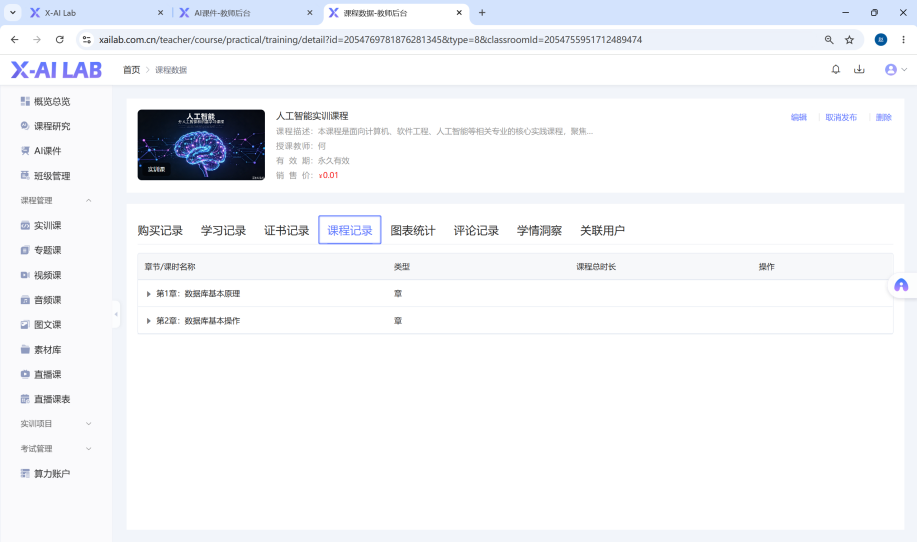 X-AI Lab
AI课件-教师后台
课程数据-教师后台
xailab.com.cn/teacher/course/practical/training/detail?id=2054769781876281345&type=8&classroomId=2054755951712489474
X-AI LAB
首页
课程数据
概览总览
课程研究
AI课件
班级管理
课程管理
实训课
专题课
视频课
音频课
图文课
素材库
直播课
直播课表
实训项目
考试管理
算力账户
人工智能
实训课
人工智能实训课程
课程描述：本课程是面向计算机、软件工程、人工智能等相关专业的核心实践课程，聚焦...
授课教师：何
有 效 期：永久有效
销 售 价：¥0.01
编辑
取消发布
删除
购买记录 学习记录 证书记录 课程记录 图表统计 评论记录 学情洞察 关联用户
章节/课时名称 类型 课程总时长 操作
第1章：数据库基本原理 章
第2章：数据库基本操作 章